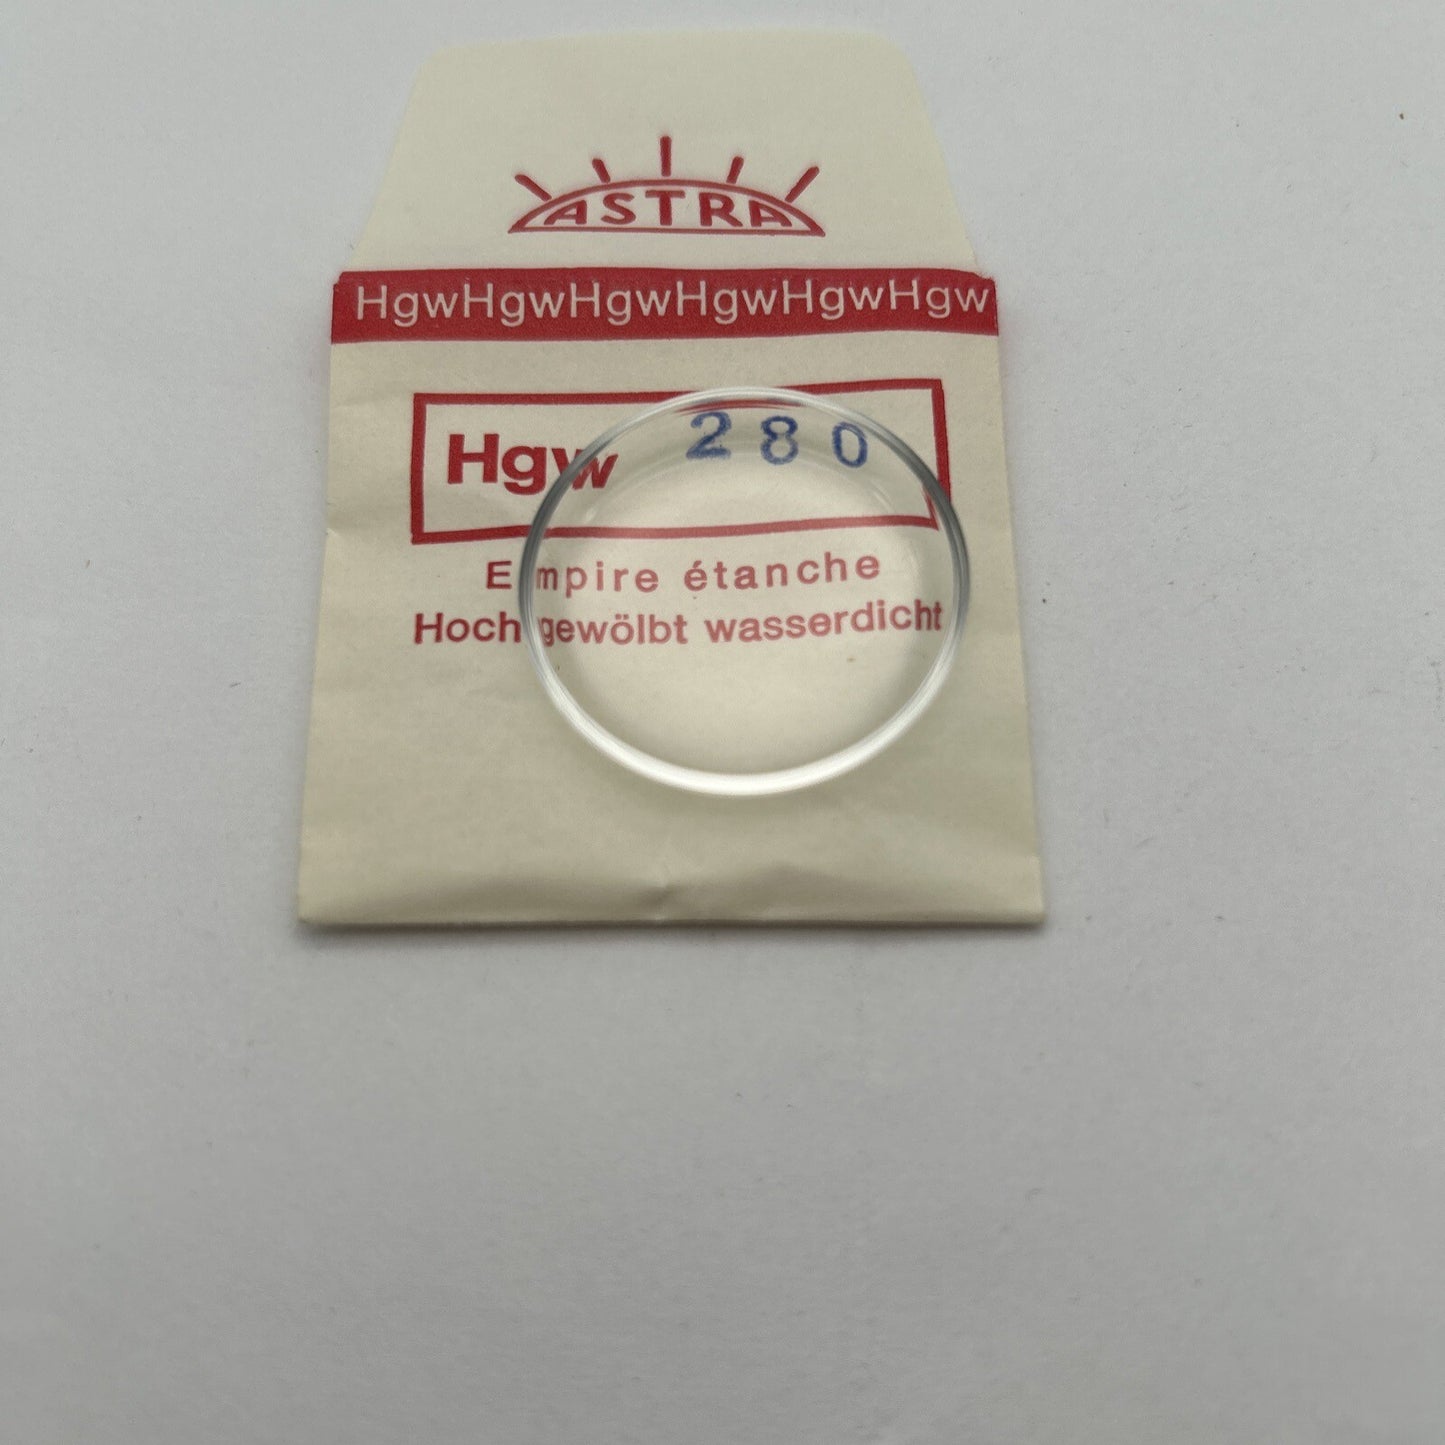 ASTRA
HgwHgwHgwHgwHgwHgw
Hgw 280
Empire étanche
Hochgewölbt wasserdicht